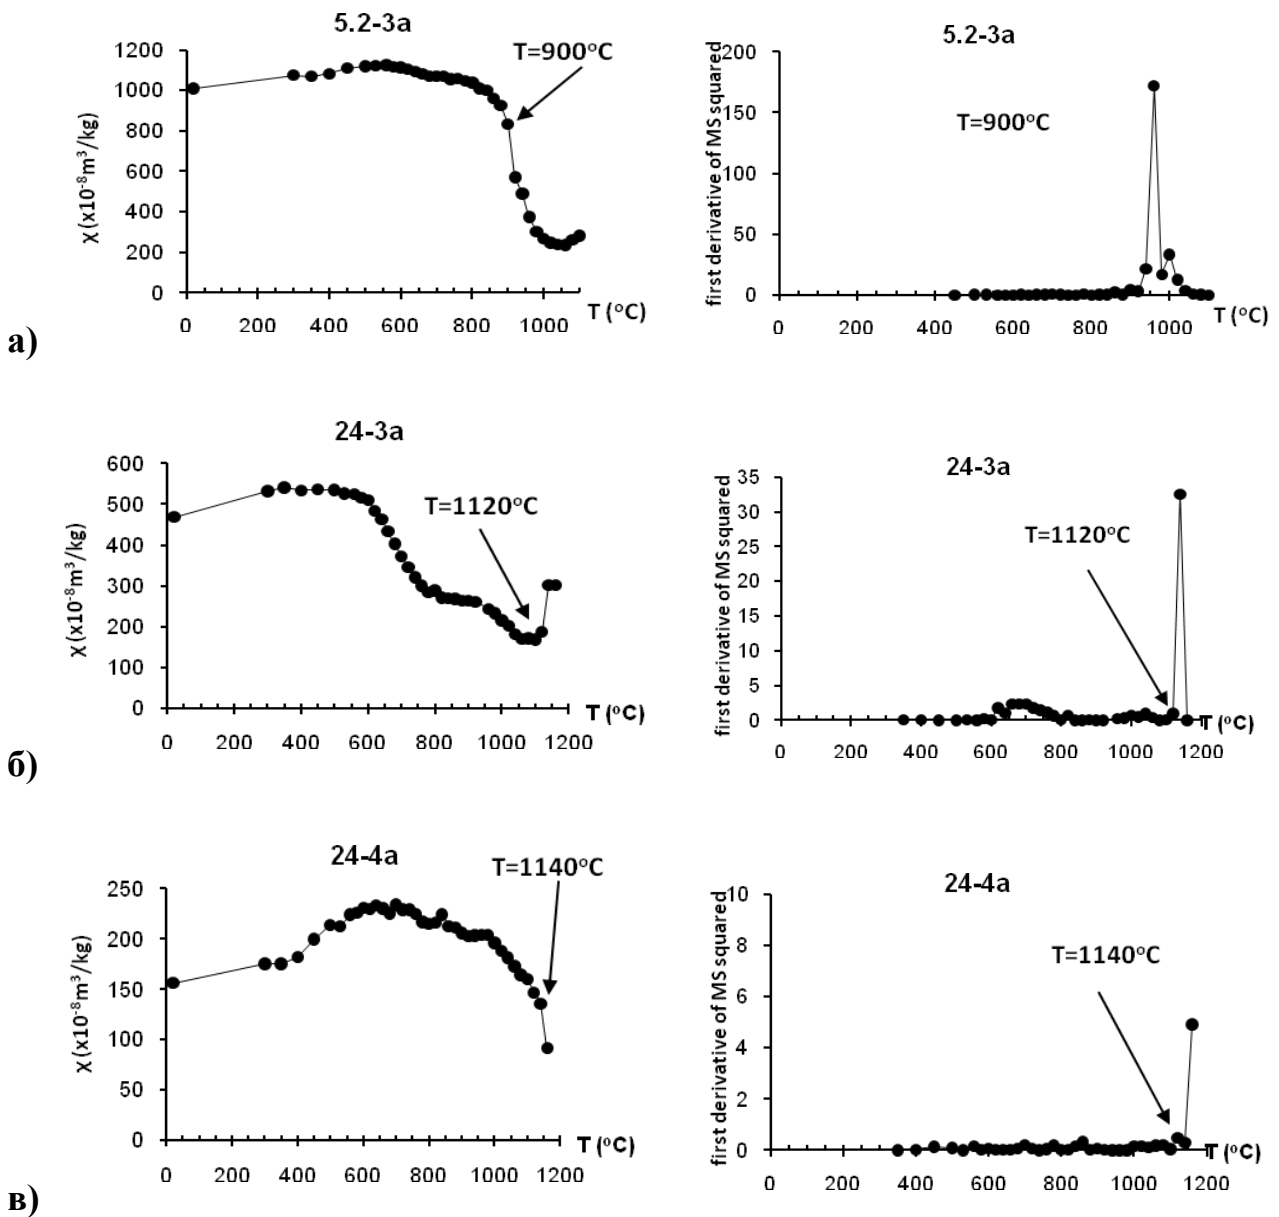 5.2-3a
T=900°C
χ (x10⁻⁸m³/kg)
1200
1000
800
600
400
200
0
0 200 400 600 800 1000
T (°C)
5.2-3a
T=900°C
first derivative of MS squared
200
150
100
50
0
0 200 400 600 800 1000
T (°C)
а)
24-3a
T=1120°C
χ (x10⁻⁸m³/kg)
600
500
400
300
200
100
0
0 200 400 600 800 1000 1200
T (°C)
24-3a
T=1120°C
first derivative of MS squared
35
30
25
20
15
10
5
0
0 200 400 600 800 1000 1200
T (°C)
б)
24-4a
T=1140°C
χ (x10⁻⁸m³/kg)
250
200
150
100
50
0
0 200 400 600 800 1000 1200
T (°C)
24-4a
T=1140°C
first derivative of MS squared
10
8
6
4
2
0
0 200 400 600 800 1000 1200
T (°C)
в)